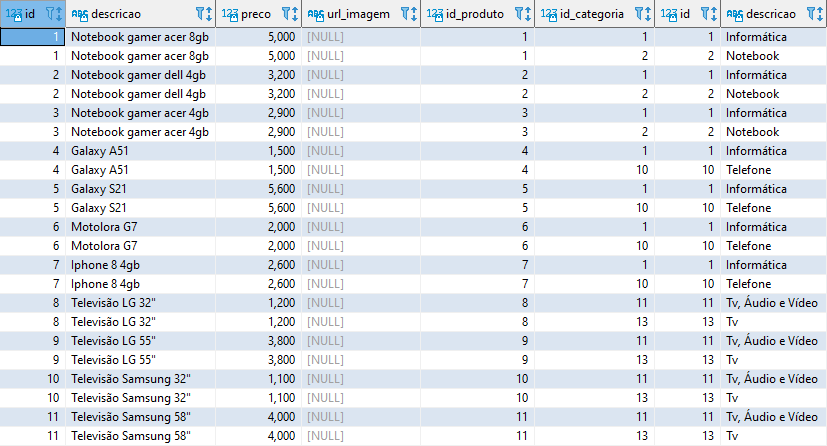 123 id ABC descricao 123 preco ABC url_imagem 123 id_produto 123 id_categoria 123 id ABC descricao
1 Notebook gamer acer 8gb 5,000 [NULL] 1 1 1 Informática
1 Notebook gamer acer 8gb 5,000 [NULL] 1 2 2 Notebook
2 Notebook gamer dell 4gb 3,200 [NULL] 2 1 1 Informática
2 Notebook gamer dell 4gb 3,200 [NULL] 2 2 2 Notebook
3 Notebook gamer acer 4gb 2,900 [NULL] 3 1 1 Informática
3 Notebook gamer acer 4gb 2,900 [NULL] 3 2 2 Notebook
4 Galaxy A51 1,500 [NULL] 4 1 1 Informática
4 Galaxy A51 1,500 [NULL] 4 10 10 Telefone
5 Galaxy S21 5,600 [NULL] 5 1 1 Informática
5 Galaxy S21 5,600 [NULL] 5 10 10 Telefone
6 Motolora G7 2,000 [NULL] 6 1 1 Informática
6 Motolora G7 2,000 [NULL] 6 10 10 Telefone
7 Iphone 8 4gb 2,600 [NULL] 7 1 1 Informática
7 Iphone 8 4gb 2,600 [NULL] 7 10 10 Telefone
8 Televisão LG 32" 1,200 [NULL] 8 11 11 Tv, Áudio e Vídeo
8 Televisão LG 32" 1,200 [NULL] 8 13 13 Tv
9 Televisão LG 55" 3,800 [NULL] 9 11 11 Tv, Áudio e Vídeo
9 Televisão LG 55" 3,800 [NULL] 9 13 13 Tv
10 Televisão Samsung 32" 1,100 [NULL] 10 11 11 Tv, Áudio e Vídeo
10 Televisão Samsung 32" 1,100 [NULL] 10 13 13 Tv
11 Televisão Samsung 58" 4,000 [NULL] 11 11 11 Tv, Áudio e Vídeo
11 Televisão Samsung 58" 4,000 [NULL] 11 13 13 Tv